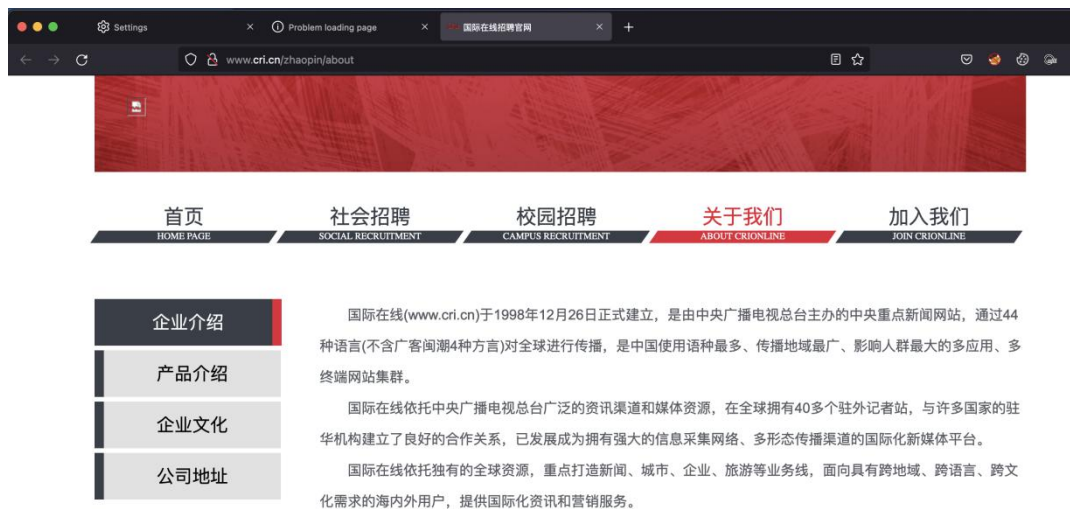 Settings
Problem loading page
国际在线招聘官网
www.cri.cn/zhaopin/about
首页
HOME PAGE
社会招聘
SOCIAL RECRUITMENT
校园招聘
CAMPUS RECRUITMENT
关于我们
ABOUT CRIONLINE
加入我们
JOIN CRIONLINE
企业介绍
产品介绍
企业文化
公司地址
国际在线(www.cri.cn)于1998年12月26日正式建立，是由中央广播电视总台主办的中央重点新闻网站，通过44
种语言(不含广客闽潮4种方言)对全球进行传播，是中国使用语种最多、传播地域最广、影响人群最大的多应用、多
终端网站集群。
国际在线依托中央广播电视总台广泛的资讯渠道和媒体资源，在全球拥有40多个驻外记者站，与许多国家的驻
华机构建立了良好的合作关系，已发展成为拥有强大的信息采集网络、多形态传播渠道的国际化新媒体平台。
国际在线依托独有的全球资源，重点打造新闻、城市、企业、旅游等业务线，面向具有跨地域、跨语言、跨文
化需求的海内外用户，提供国际化资讯和营销服务。